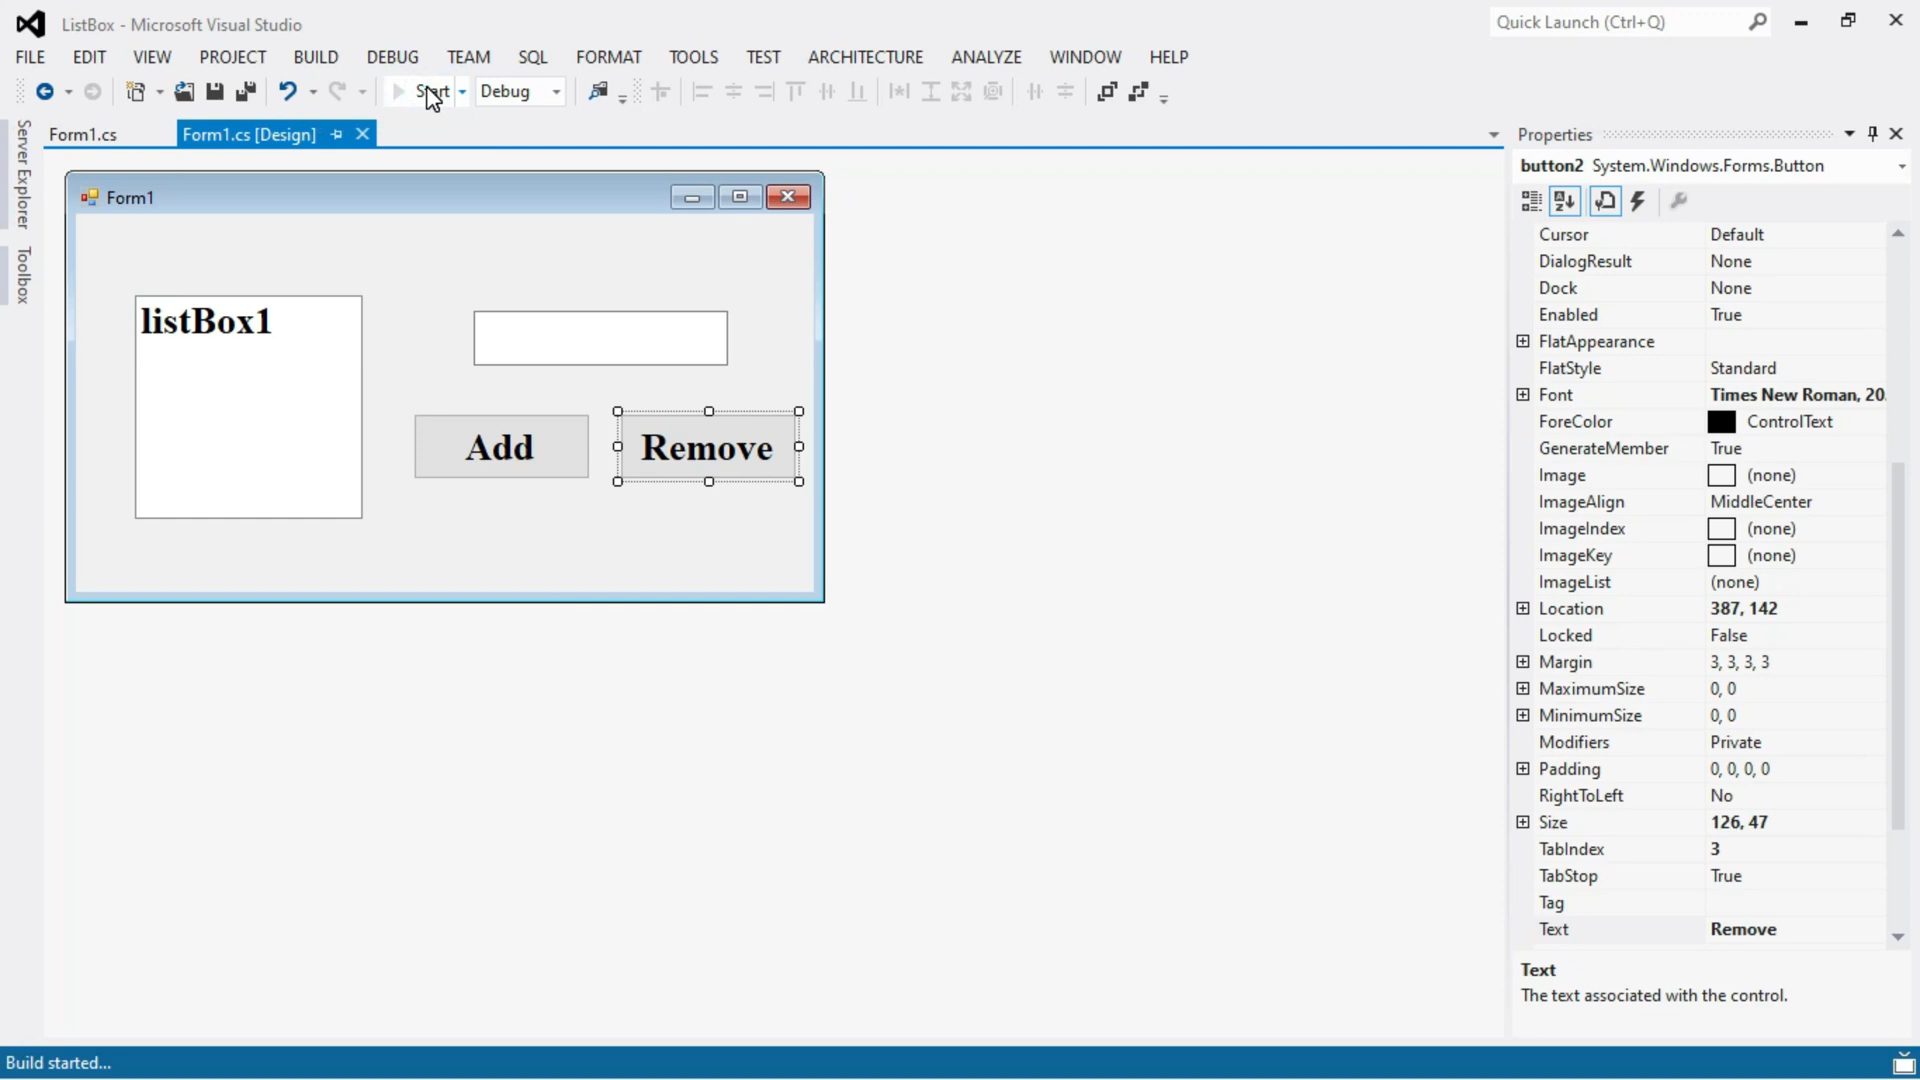 ListBox - Microsoft Visual Studio
Quick Launch (Ctrl+Q)
FILE EDIT VIEW PROJECT BUILD DEBUG TEAM SQL FORMAT TOOLS TEST ARCHITECTURE ANALYZE WINDOW HELP
Start Debug
Server Explorer
Toolbox
Form1.cs Form1.cs [Design]
Form1
listBox1
Add Remove
Properties
button2 System.Windows.Forms.Button
Cursor Default
DialogResult None
Dock None
Enabled True
FlatAppearance
FlatStyle Standard
Font Times New Roman, 20.
ForeColor ControlText
GenerateMember True
Image (none)
ImageAlign MiddleCenter
ImageIndex (none)
ImageKey (none)
ImageList (none)
Location 387, 142
Locked False
Margin 3, 3, 3, 3
MaximumSize 0, 0
MinimumSize 0, 0
Modifiers Private
Padding 0, 0, 0, 0
RightToLeft No
Size 126, 47
TabIndex 3
TabStop True
Tag
Text Remove
Text
The text associated with the control.
Build started...